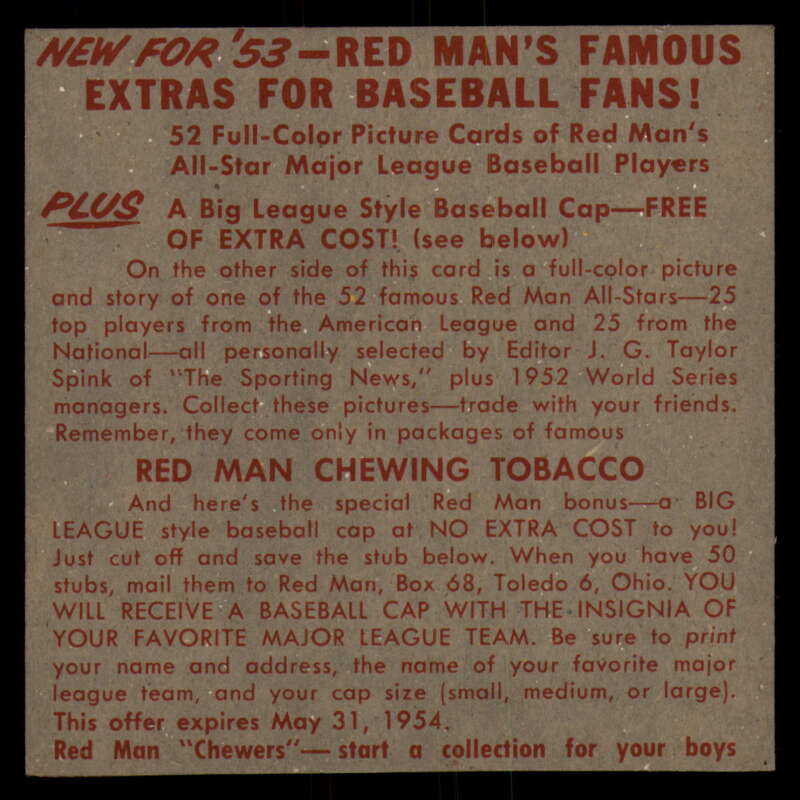 NEW FOR '53—RED MAN'S FAMOUS
EXTRAS FOR BASEBALL FANS!
52 Full-Color Picture Cards of Red Man's
All-Star Major League Baseball Players
PLUS A Big League Style Baseball Cap—FREE
OF EXTRA COST! (see below)
On the other side of this card is a full-color picture
and story of one of the 52 famous Red Man All-Stars—25
top players from the American League and 25 from the
National—all personally selected by Editor J. G. Taylor
Spink of "The Sporting News," plus 1952 World Series
managers. Collect these pictures—trade with your friends.
Remember, they come only in packages of famous
RED MAN CHEWING TOBACCO
And here's the special Red Man bonus—a BIG
LEAGUE style baseball cap at NO EXTRA COST to you!
Just cut off and save the stub below. When you have 50
stubs, mail them to Red Man, Box 68, Toledo 6, Ohio. YOU
WILL RECEIVE A BASEBALL CAP WITH THE INSIGNIA OF
YOUR FAVORITE MAJOR LEAGUE TEAM. Be sure to print
your name and address, the name of your favorite major
league team, and your cap size (small, medium, or large).
This offer expires May 31, 1954.
Red Man "Chewers"—start a collection for your boys